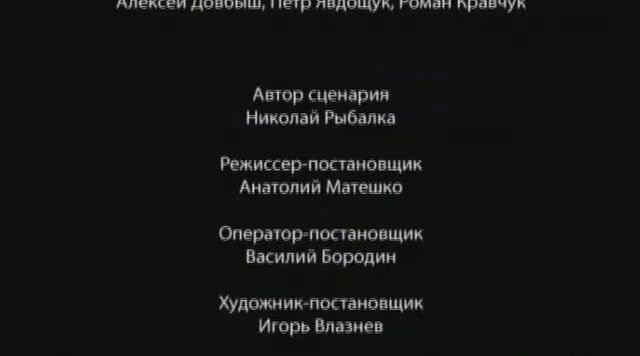 Алексей Довбыш, Петр Явдощук, Роман Кравчук
Автор сценария
Николай Рыбалка
Режиссер-постановщик
Анатолий Матешко
Оператор-постановщик
Василий Бородин
Художник-постановщик
Игорь Влазнев